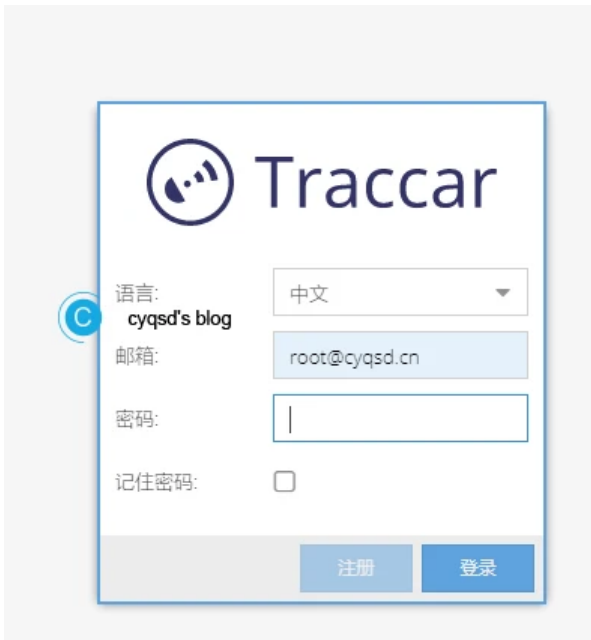 Traccar
语言:
中文
C
cyqsd's blog
邮箱:
root@cyqsd.cn
密码:
记住密码:
注册
登录